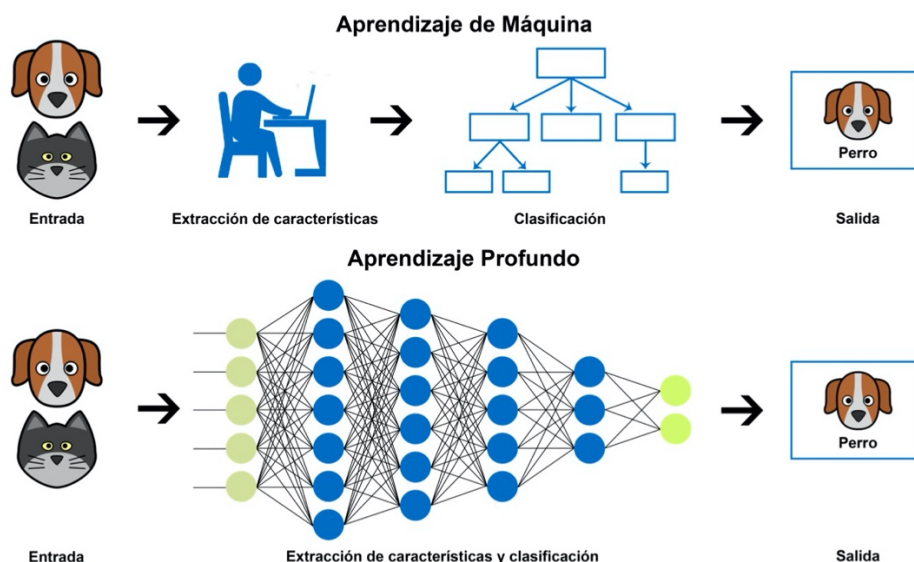 Aprendizaje de Máquina
Perro
Entrada
Extracción de características
Clasificación
Salida
Aprendizaje Profundo
Perro
Entrada
Extracción de características y clasificación
Salida